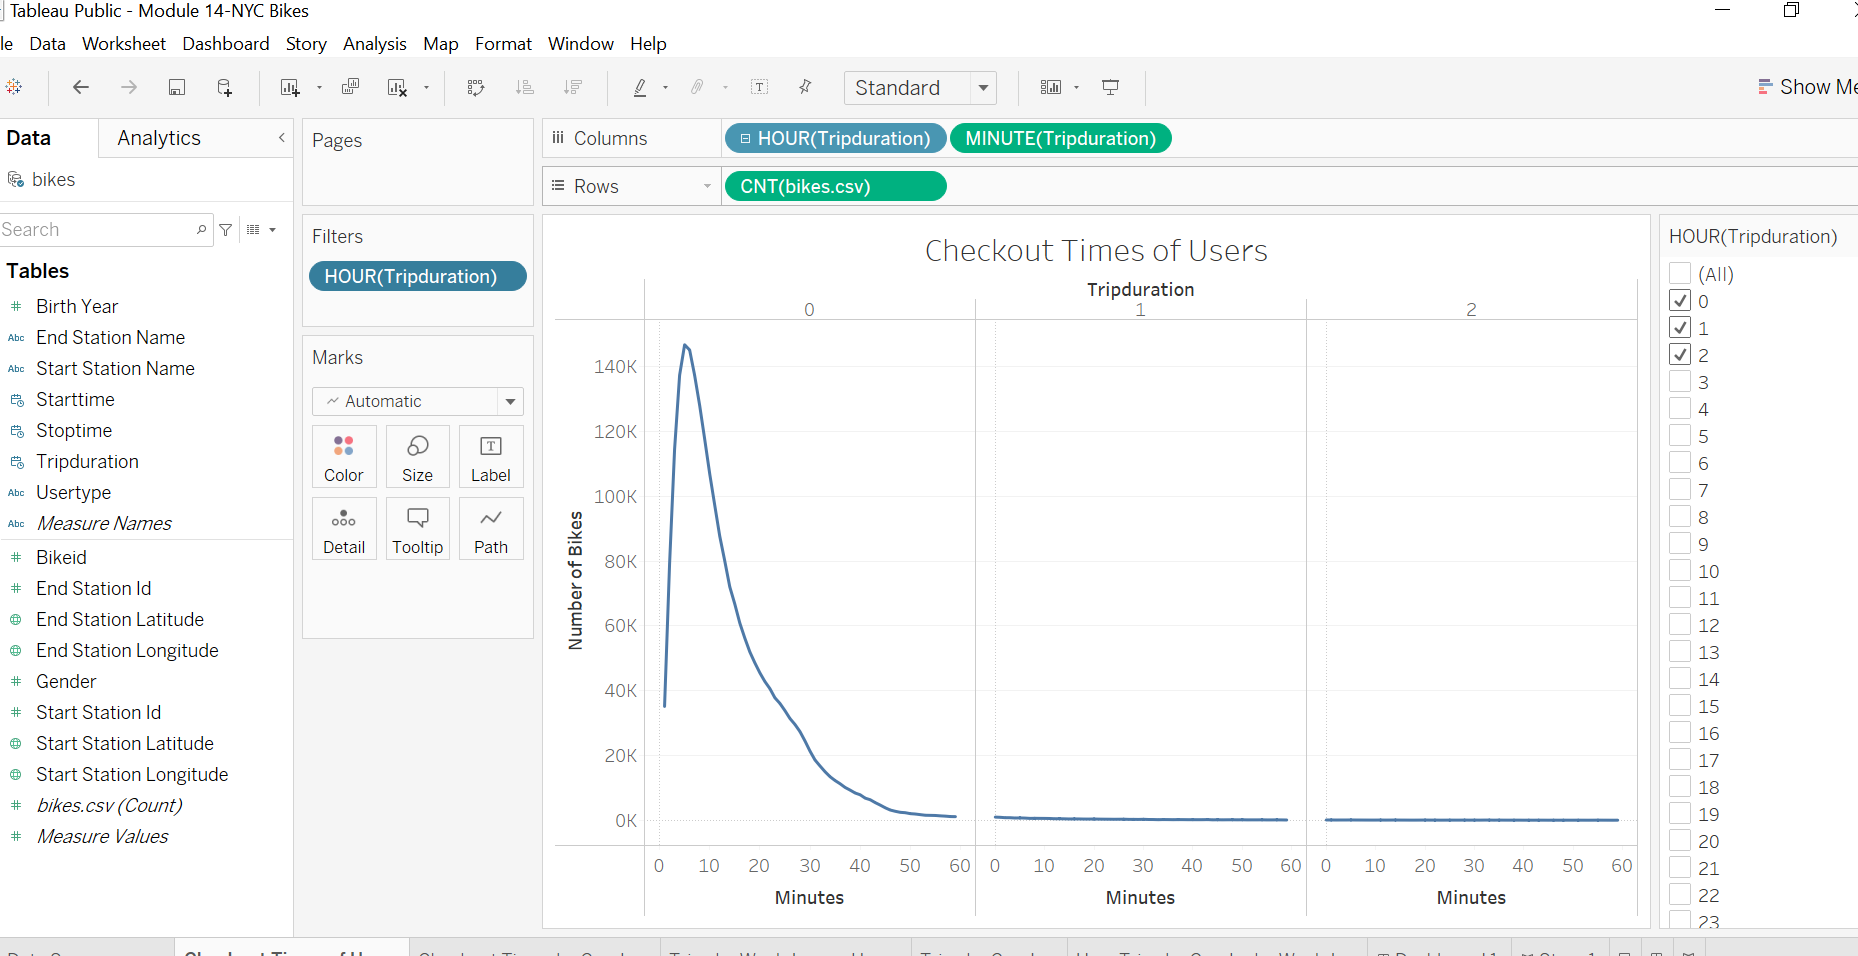 Tableau Public - Module 14-NYC Bikes
le Data Worksheet Dashboard Story Analysis Map Format Window Help
Standard
Show Me
Data Analytics
bikes
Search
Tables
# Birth Year
Abc End Station Name
Abc Start Station Name
Starttime
Stoptime
Tripduration
Abc Usertype
Abc Measure Names
# Bikeid
# End Station Id
End Station Latitude
End Station Longitude
# Gender
# Start Station Id
Start Station Latitude
Start Station Longitude
# bikes.csv (Count)
# Measure Values
Pages
Filters
HOUR(Tripduration)
Marks
Automatic
Color Size Label
Detail Tooltip Path
Columns HOUR(Tripduration) MINUTE(Tripduration)
Rows CNT(bikes.csv)
Checkout Times of Users
Tripduration
0 1 2
Number of Bikes
140K
120K
100K
80K
60K
40K
20K
0K
0 10 20 30 40 50 60 0 10 20 30 40 50 60 0 10 20 30 40 50 60
Minutes Minutes Minutes
HOUR(Tripduration)
(All)
0
1
2
3
4
5
6
7
8
9
10
11
12
13
14
15
16
17
18
19
20
21
22
23